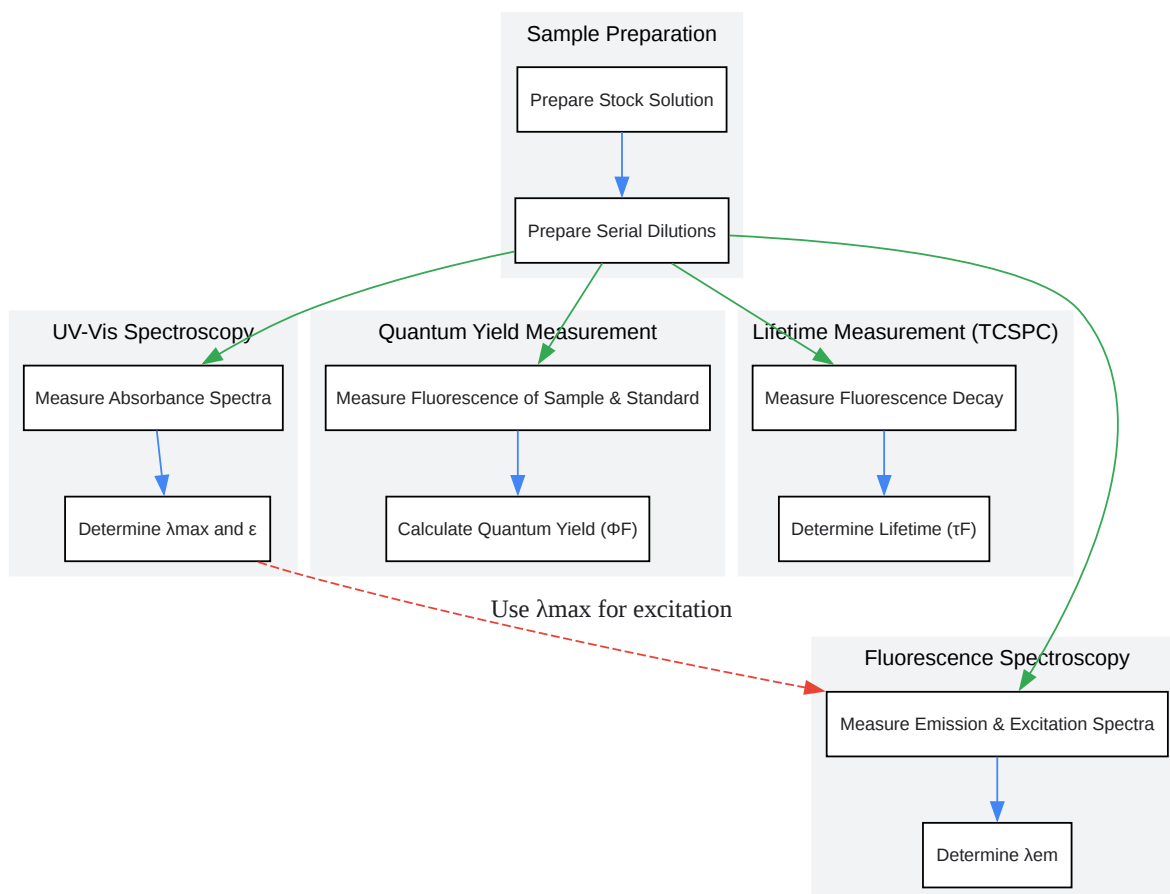 Sample Preparation
Prepare Stock Solution
Prepare Serial Dilutions
UV-Vis Spectroscopy
Quantum Yield Measurement
Lifetime Measurement (TCSPC)
Measure Absorbance Spectra
Measure Fluorescence of Sample & Standard
Measure Fluorescence Decay
Determine λmax and ε
Calculate Quantum Yield (ΦF)
Determine Lifetime (τF)
Use λmax for excitation
Fluorescence Spectroscopy
Measure Emission & Excitation Spectra
Determine λem